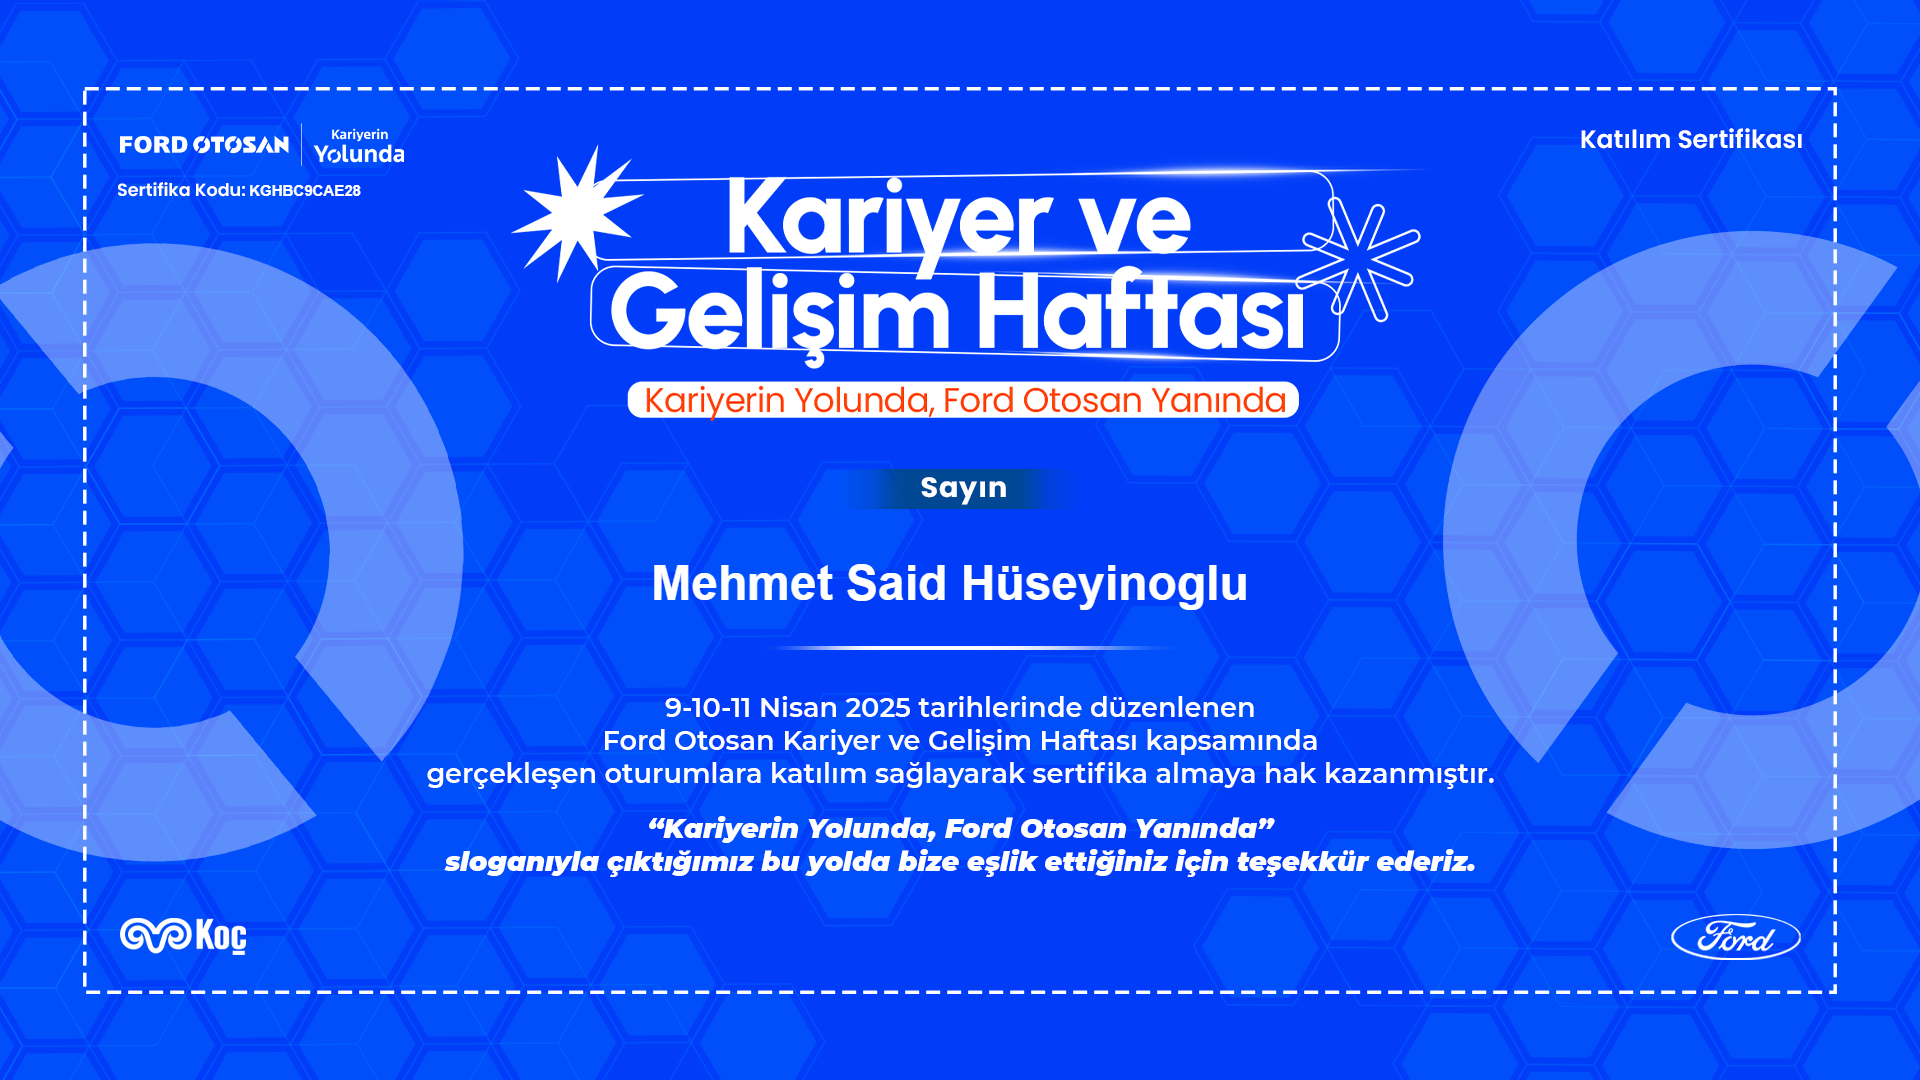 FORD OTOSAN
Kariyerin
Yolunda
Sertifika Kodu: KGHBC9CAE28
Katılım Sertifikası
Kariyer ve
Gelişim Haftası
Kariyerin Yolunda, Ford Otosan Yanında
Sayın
Mehmet Said Hüseyinoglu
9-10-11 Nisan 2025 tarihlerinde düzenlenen
Ford Otosan Kariyer ve Gelişim Haftası kapsamında
gerçekleşen oturumlara katılım sağlayarak sertifika almaya hak kazanmıştır.
“Kariyerin Yolunda, Ford Otosan Yanında”
sloganıyla çıktığımız bu yolda bize eşlik ettiğiniz için teşekkür ederiz.
Koç
Ford